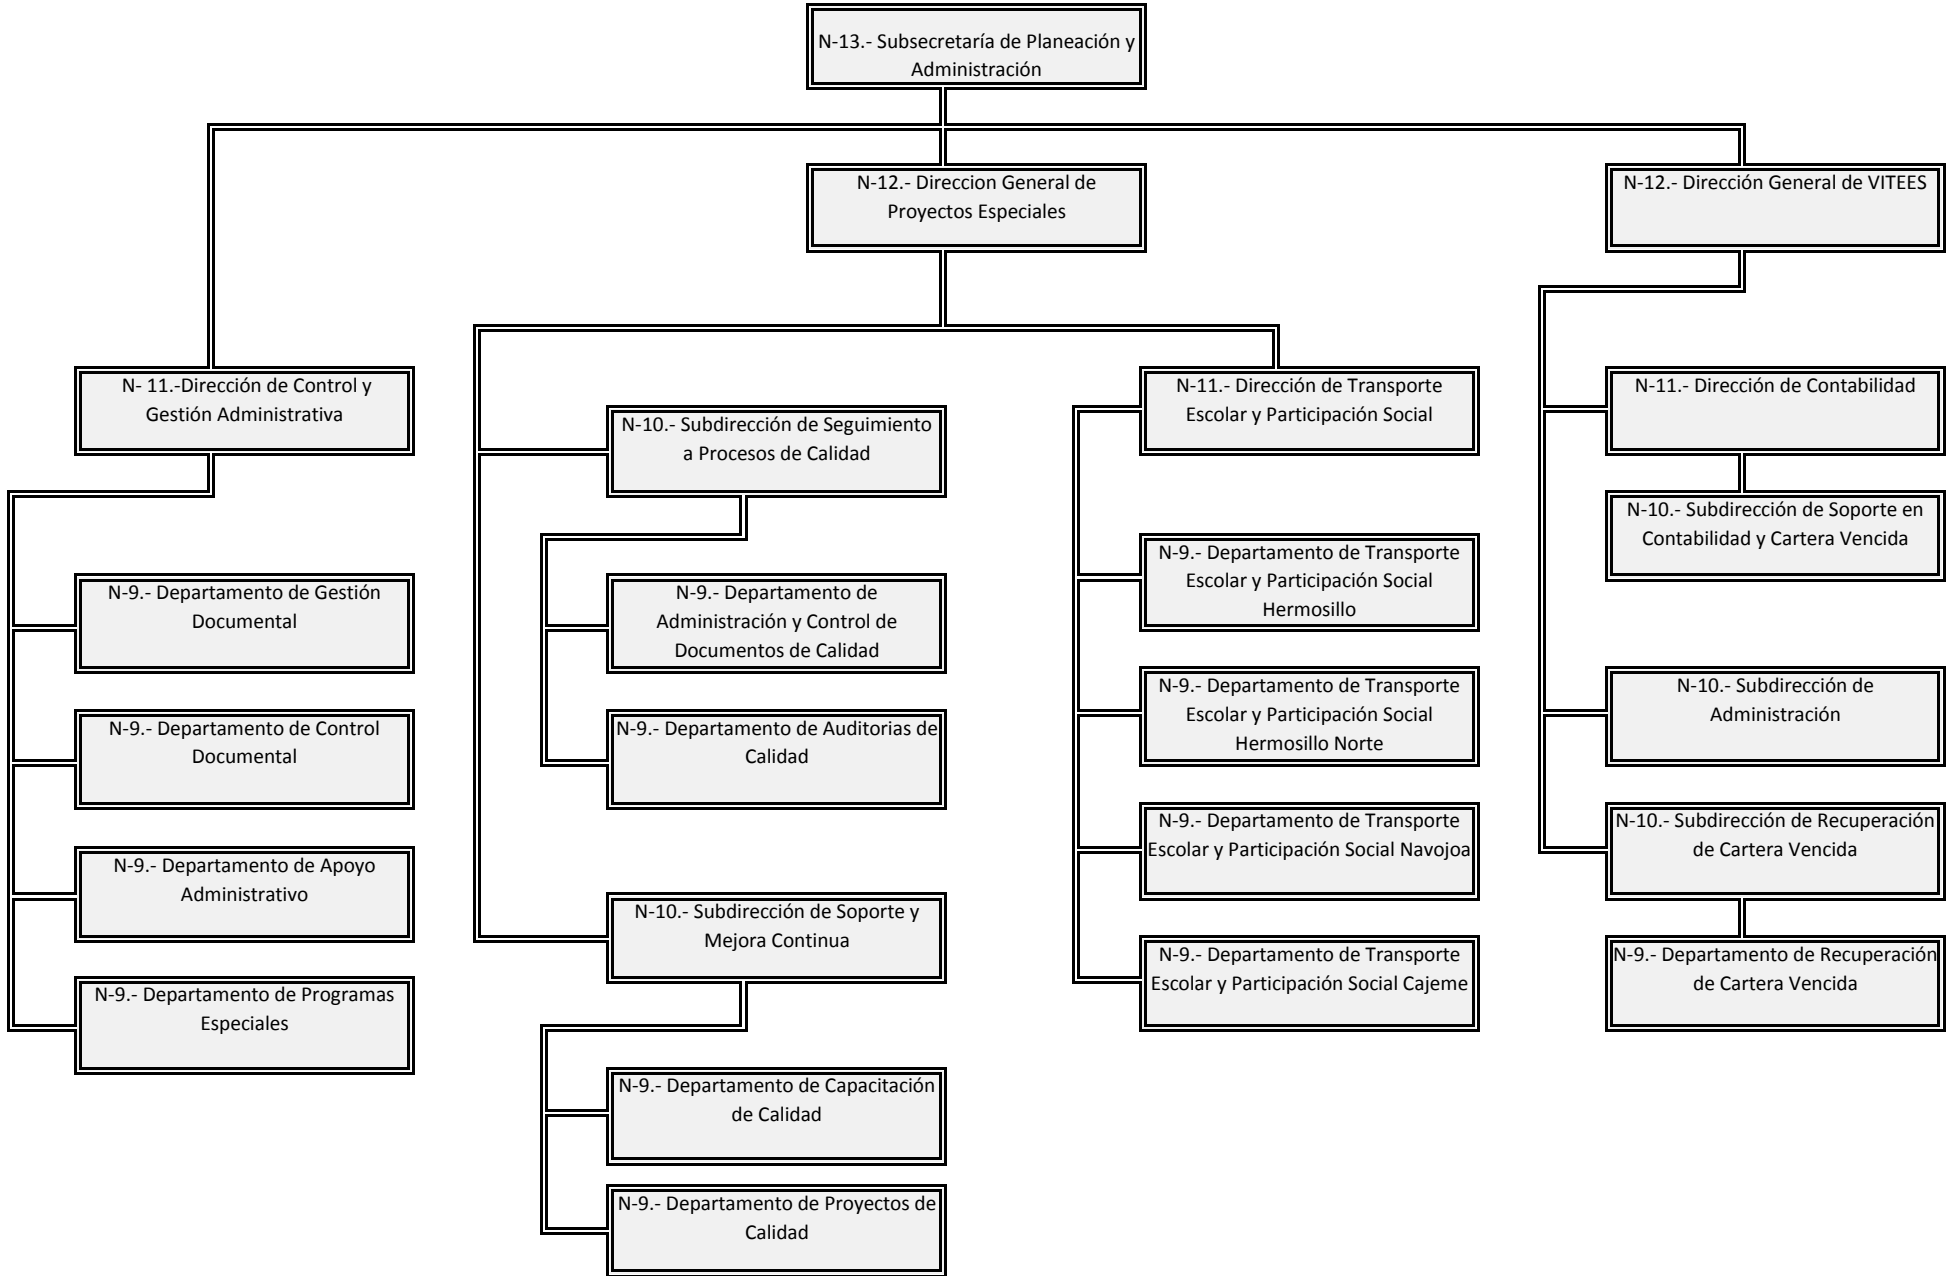 N-13.- Subsecretaría de Planeación y
Administración
N-12.- Direccion General de
Proyectos Especiales
N-12.- Dirección General de VITEES
N- 11.-Dirección de Control y
Gestión Administrativa
N-9.- Departamento de Gestión
Documental
N-9.- Departamento de Control
Documental
N-9.- Departamento de Apoyo
Administrativo
N-9.- Departamento de Programas
Especiales
N-10.- Subdirección de Seguimiento
a Procesos de Calidad
N-9.- Departamento de
Administración y Control de
Documentos de Calidad
N-9.- Departamento de Auditorias de
Calidad
N-10.- Subdirección de Soporte y
Mejora Continua
N-9.- Departamento de Capacitación
de Calidad
N-9.- Departamento de Proyectos de
Calidad
N-11.- Dirección de Transporte
Escolar y Participación Social
N-9.- Departamento de Transporte
Escolar y Participación Social
Hermosillo
N-9.- Departamento de Transporte
Escolar y Participación Social
Hermosillo Norte
N-9.- Departamento de Transporte
Escolar y Participación Social Navojoa
N-9.- Departamento de Transporte
Escolar y Participación Social Cajeme
N-11.- Dirección de Contabilidad
N-10.- Subdirección de Soporte en
Contabilidad y Cartera Vencida
N-10.- Subdirección de
Administración
N-10.- Subdirección de Recuperación
de Cartera Vencida
N-9.- Departamento de Recuperación
de Cartera Vencida